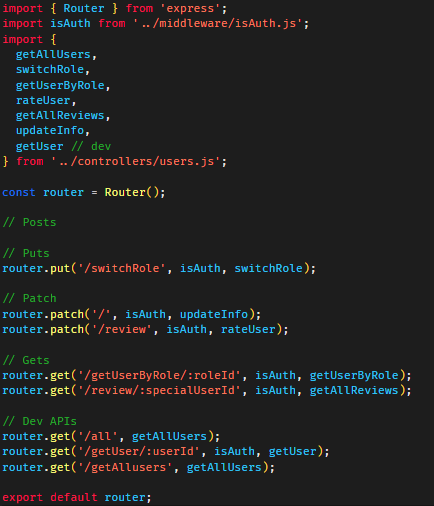 import { Router } from 'express';
import isAuth from '../middleware/isAuth.js';
import {
  getAllUsers,
  switchRole,
  getUserByRole,
  rateUser,
  getAllReviews,
  updateInfo,
  getUser // dev
} from '../controllers/users.js';

const router = Router();

// Posts

// Puts
router.put('/switchRole', isAuth, switchRole);

// Patch
router.patch('/', isAuth, updateInfo);
router.patch('/review', isAuth, rateUser);

// Gets
router.get('/getUserByRole/:roleId', isAuth, getUserByRole);
router.get('/review/:specialUserId', isAuth, getAllReviews);

// Dev APIs
router.get('/all', getAllUsers);
router.get('/getUser/:userId', isAuth, getUser);
router.get('/getAllusers', getAllUsers);

export default router;